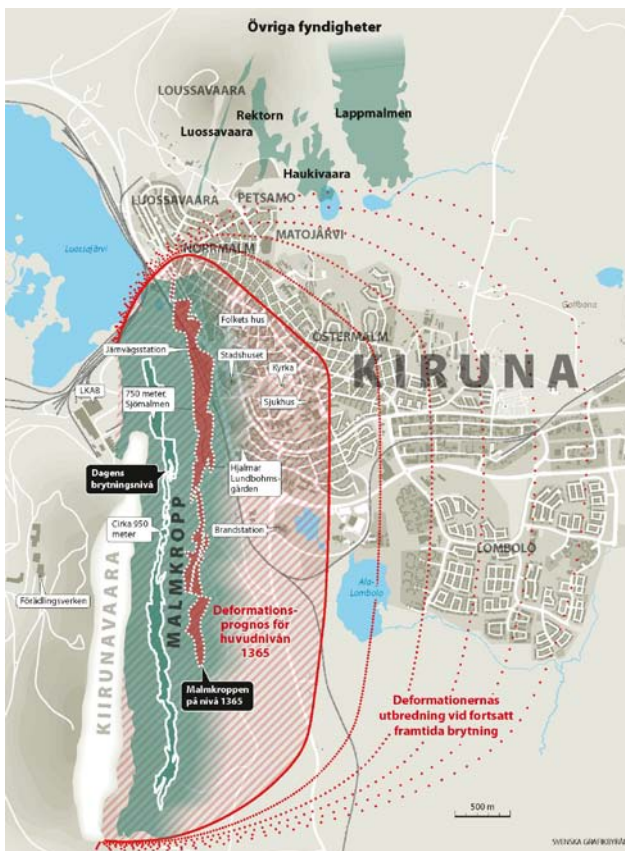 Övriga fyndigheter
LOUSSAVAARA
Rektorn
Lappmalmen
Luossavaara
Haukivaara
LUOSSAVAARA
PETSAMO
MATOJÄRVI
Luossajärvi
NORRMALM
Golfbana
Folkets hus
ÖSTERMALM
Järnvägsstation
Stadshuset
Kyrka
KIRUNA
LKAB
750 meter,
Sjömalmen
Sjukhus
Dagens
brytningsnivå
Hjalmar
Lundbohms-
gården
Cirka 950
meter
MALMKROPP
Brandstation
LOMBOLO
Ala-
Lombolo
Förädlingsverken
KIIRUNAVAARA
Deformations-
prognos för
huvudnivån
1365
Malmkroppen
på nivå 1365
Deformationernas
utbredning vid fortsatt
framtida brytning
500 m
SVENSKA GRAFIKBYRÅN